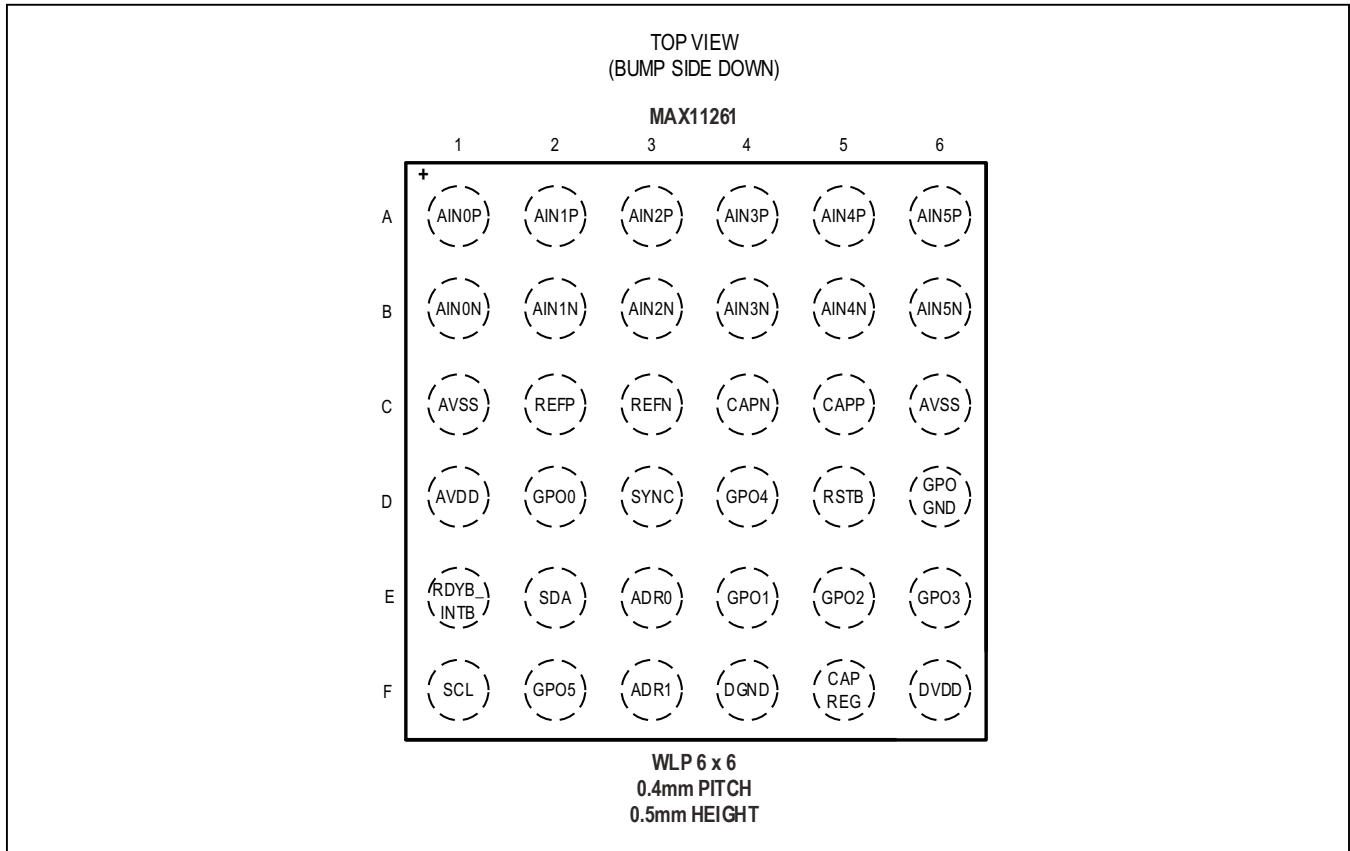 TOP VIEW
(BUMP SIDE DOWN)
MAX11261
1 2 3 4 5 6
+
A AIN0P AIN1P AIN2P AIN3P AIN4P AIN5P
B AIN0N AIN1N AIN2N AIN3N AIN4N AIN5N
C AVSS REFP REFN CAPN CAPP AVSS
D AVDD GPO0 SYNC GPO4 RSTB GPO
GND
E RDYB_
INTB SDA ADR0 GPO1 GPO2 GPO3
F SCL GPO5 ADR1 DGND CAP
REG DVDD
WLP 6 x 6
0.4mm PITCH
0.5mm HEIGHT